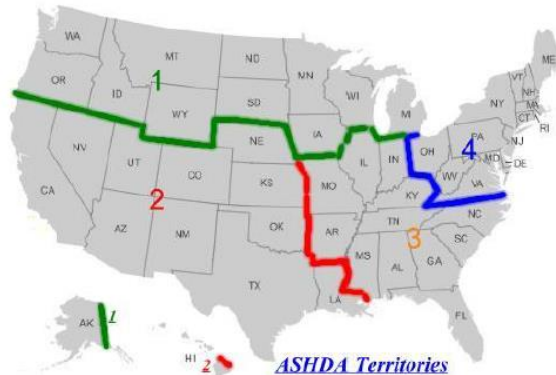 WA
MT
ND
MN
ME
OR
ID
WY
SD
WI
MI
VT
NH
NY
MA
CT
RI
1
NV
UT
CO
NE
IA
IL
IN
OH
PA
NJ
4
MD
DE
WV
VA
CA
2
KS
MO
KY
NC
AZ
NM
OK
AR
TN
3
SC
TX
LA
MS
AL
GA
FL
AK
1
HI
2
ASHDA Territories